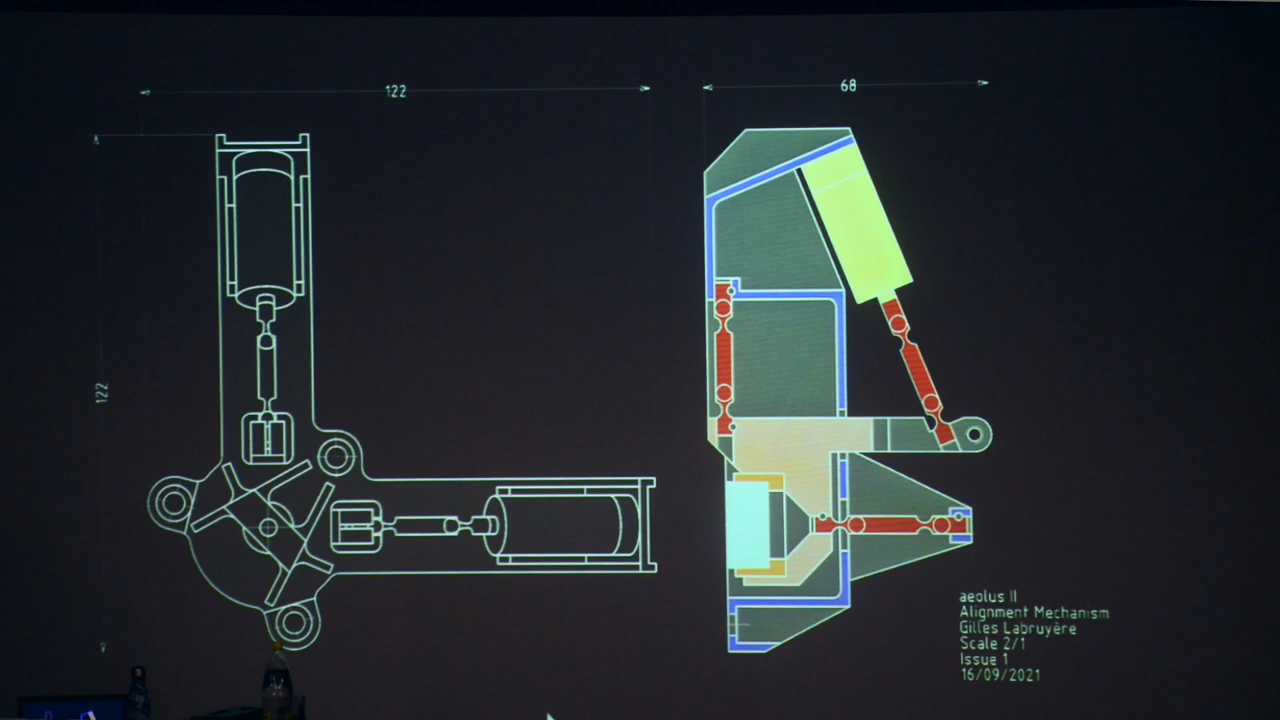 122
68
122
aeolus II
Alignment Mechanism
Gilles Labruyère
Scale 2/1
Issue 1
16/09/2021